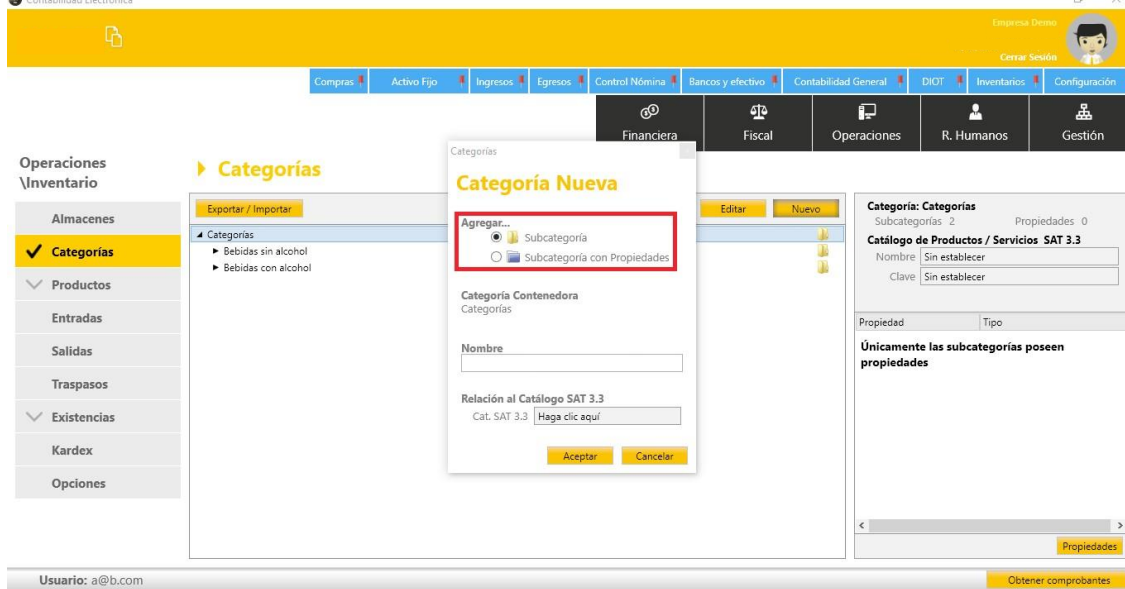 Contabilidad Electrónica
Empresa Demo
Cerrar Sesión
Compras
Activo Fijo
Ingresos
Egresos
Control Nómina
Bancos y efectivo
Contabilidad General
DIOT
Inventarios
Configuración
Financiera
Fiscal
Operaciones
R. Humanos
Gestión
Operaciones
\Inventario
Almacenes
Categorías
Productos
Entradas
Salidas
Traspasos
Existencias
Kardex
Opciones
Categorías
Exportar / Importar
Editar
Nuevo
Categorías
Bebidas sin alcohol
Bebidas con alcohol
Categorías
Categoría Nueva
Agregar...
Subcategoría
Subcategoría con Propiedades
Categoría Contenedora
Categorías
Nombre
Relación al Catálogo SAT 3.3
Cat. SAT 3.3 Haga clic aquí
Aceptar Cancelar
Categoría: Categorías
Subcategorías 2 Propiedades 0
Catálogo de Productos / Servicios SAT 3.3
Nombre Sin establecer
Clave Sin establecer
Propiedad Tipo
Únicamente las subcategorías poseen
propiedades
Propiedades
Usuario: a@b.com
Obtener comprobantes